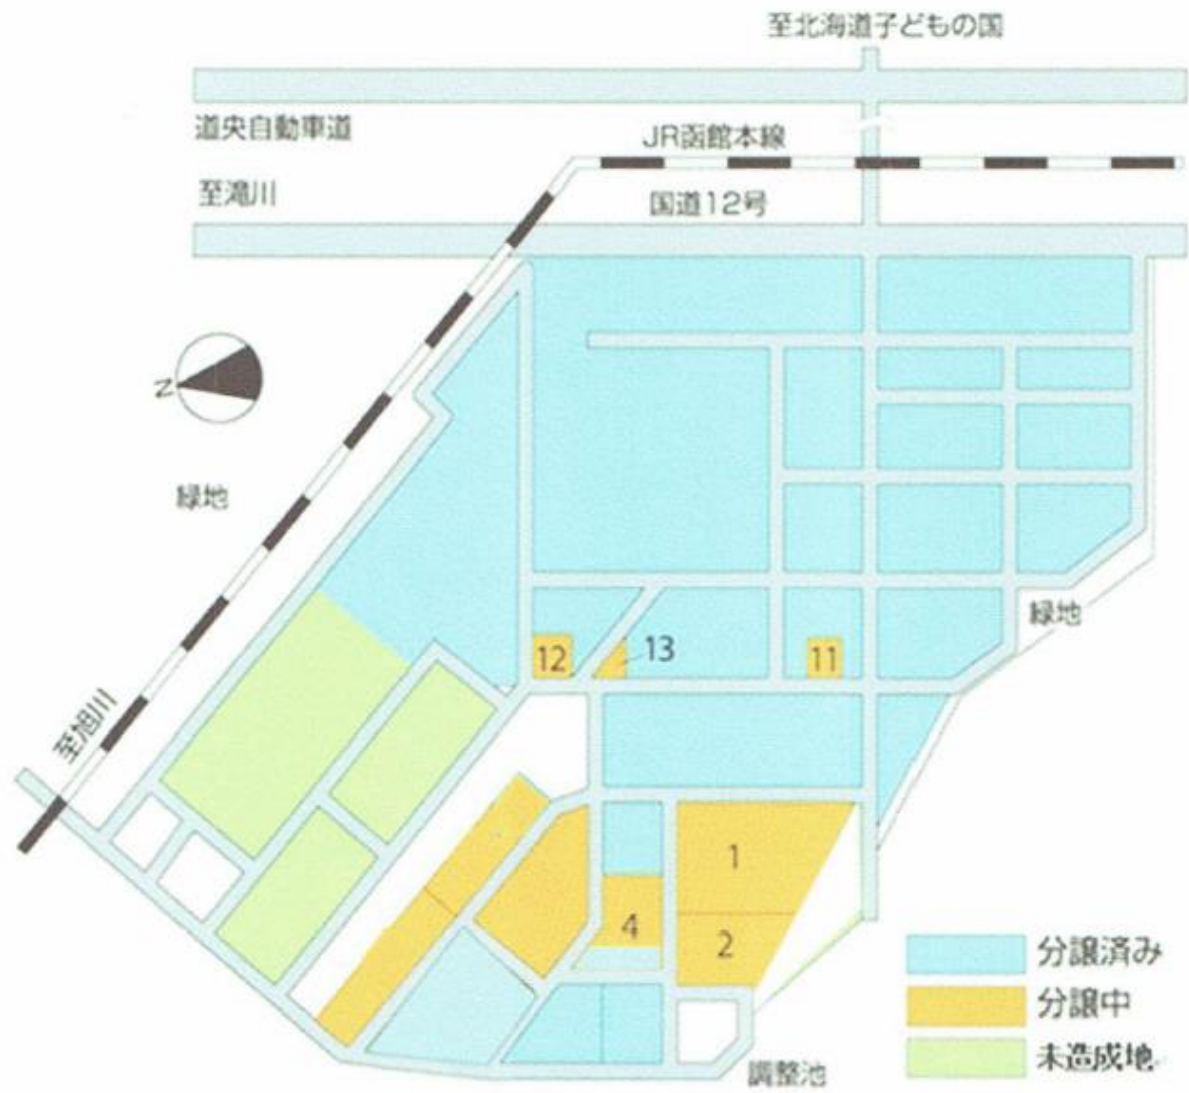 至北海道子どもの国
道央自動車道
JR函館本線
至滝川
国道12号
N
緑地
緑地
12
13
11
至旭川
1
4
2
分譲済み
分譲中
未造成地
調整池